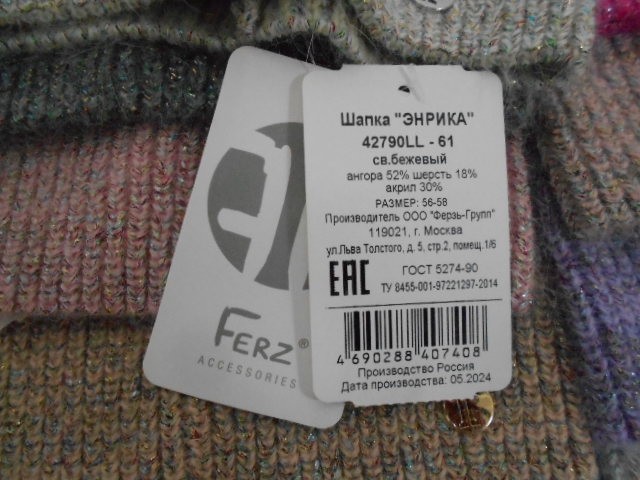 Шапка "ЭНРИКА"
42790LL - 61
св.бежевый
ангора 52% шерсть 18%
акрил 30%
РАЗМЕР: 56-58
Производитель ООО "Ферзь-Групп"
119021, г. Москва
ул.Льва Толстого, д. 5, стр.2, помещ.1/6
EAC
ГОСТ 5274-90
ТУ 8455-001-97221297-2014
4 690288 407408
Производство Россия
Дата производства: 05.2024
FERZ®
ACCESSORIES